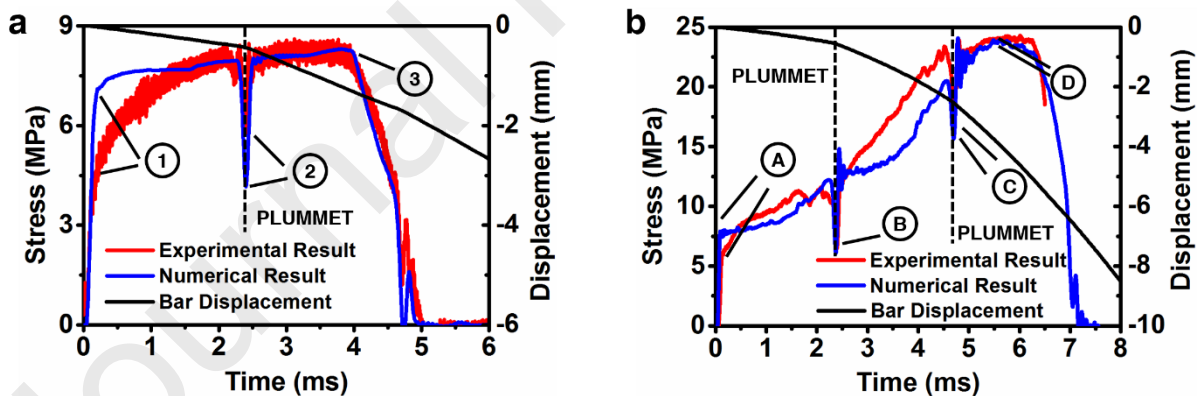 a
9
6
3
0
Stress (MPa)
0
1
2
3
4
5
6
Time (ms)
0
-2
-4
-6
Displacement (mm)
1
2
3
PLUMMET
Experimental Result
Numerical Result
Bar Displacement
b
25
20
15
10
5
0
Stress (MPa)
0
1
2
3
4
5
6
7
8
Time (ms)
0
-2
-4
-6
-8
-10
Displacement (mm)
PLUMMET
A
B
C
D
PLUMMET
Experimental Result
Numerical Result
Bar Displacement
Journal